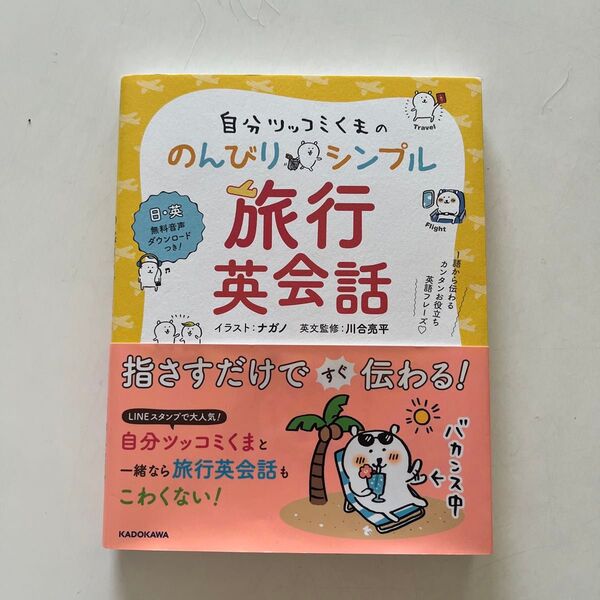 自分ツッコミくまの
のんびりシンプル
旅行
英会話
Travel
Flight
日・英
無料音声
ダウンロード
つき!
1語から伝わる
カンタンお役立ち
英語フレーズ♡
イラスト:ナガノ 英文監修:川合亮平
指さすだけですぐ伝わる!
LINEスタンプで大人気!
自分ツッコミくまと
一緒なら旅行英会話も
こわくない!
バカンス中
KADOKAWA